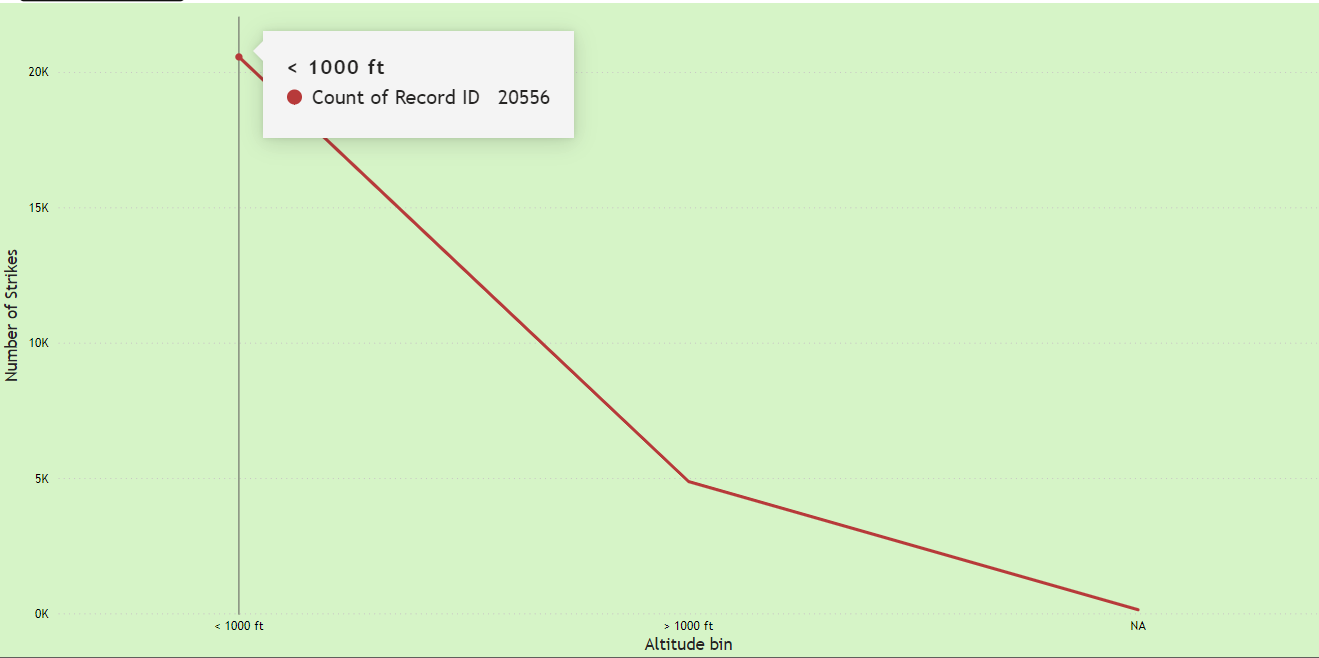 < 1000 ft
Count of Record ID 20556
20K
15K
10K
5K
0K
Number of Strikes
< 1000 ft > 1000 ft NA
Altitude bin